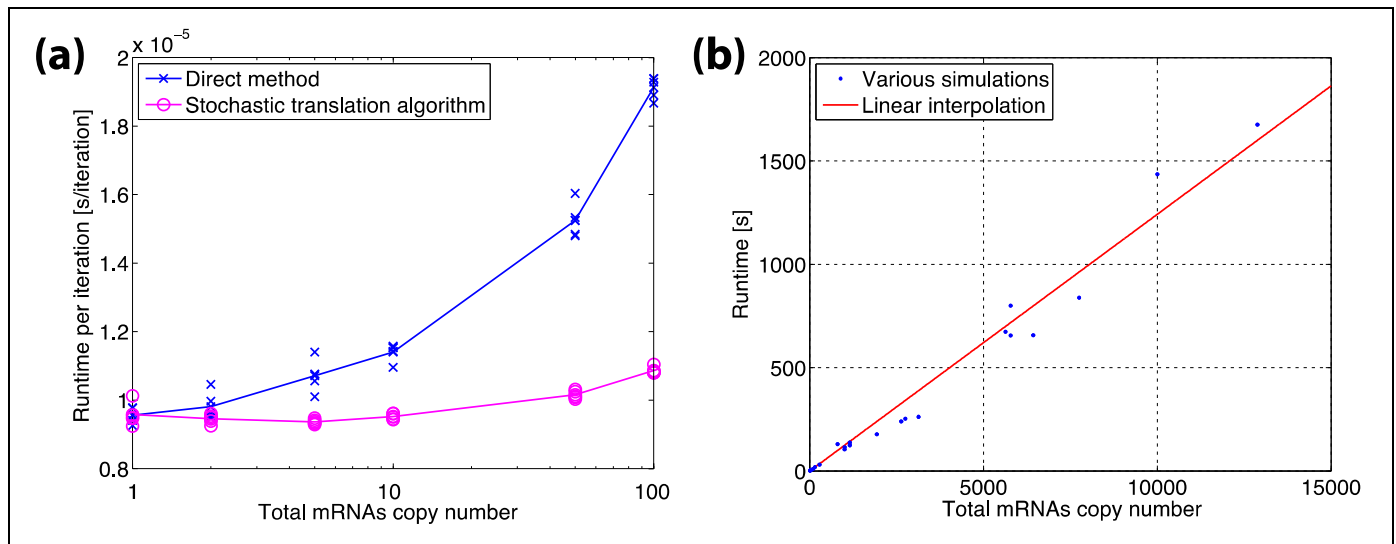 (a)
x 10⁻⁵
2
1.8
1.6
1.4
1.2
1
0.8
Direct method
Stochastic translation algorithm
Runtime per iteration [s/iteration]
1
10
100
Total mRNAs copy number
(b)
2000
1500
1000
500
0
Various simulations
Linear interpolation
Runtime [s]
0
5000
10000
15000
Total mRNAs copy number